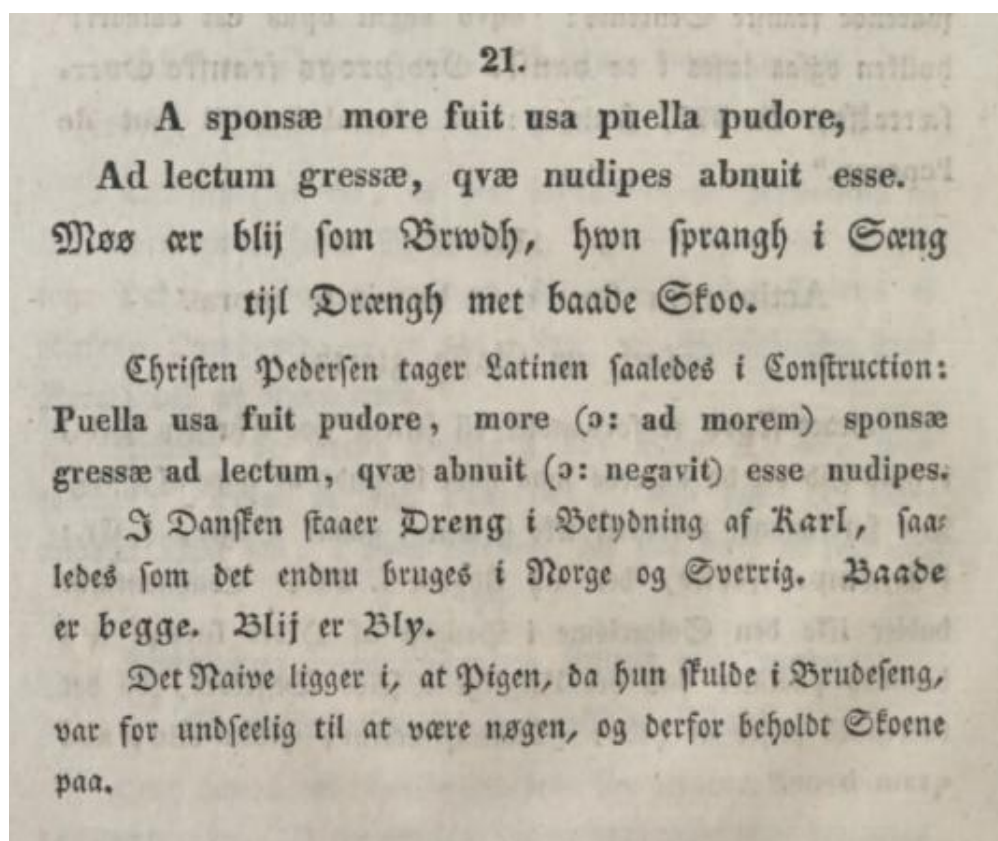 21.
A sponsæ more fuit usa puella pudore,
Ad lectum gressæ, qvæ nudipes abnuit esse.
Møø ær blij som Brwdh, hwn sprangh i Sæng
tijl Drængh met baade Skoo.
Christen Pedersen tager Latinen saaledes i Construction:
Puella usa fuit pudore, more (ɔ: ad morem) sponsæ
gressæ ad lectum, qvæ abnuit (ɔ: negavit) esse nudipes.
I Dansken staaer Dreng i Betydning af Karl, saa-
ledes som det endnu bruges i Norge og Sverrig. Baade
er begge. Blij er Bly.
Det Naive ligger i, at Pigen, da hun skulde i Brudeseng,
var for undseelig til at være nøgen, og derfor beholdt Skoene
paa.